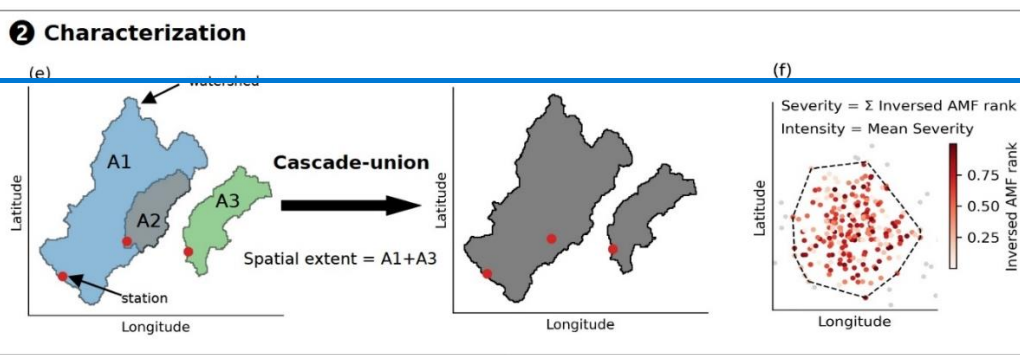 2 Characterization
(e)
watershed
A1
A2
A3
Latitude
Longitude
station
Cascade-union
Spatial extent = A1+A3
Latitude
Longitude
(f)
Severity = Σ Inversed AMF rank
Intensity = Mean Severity
Latitude
Longitude
0.75
0.50
0.25
Inversed AMF rank